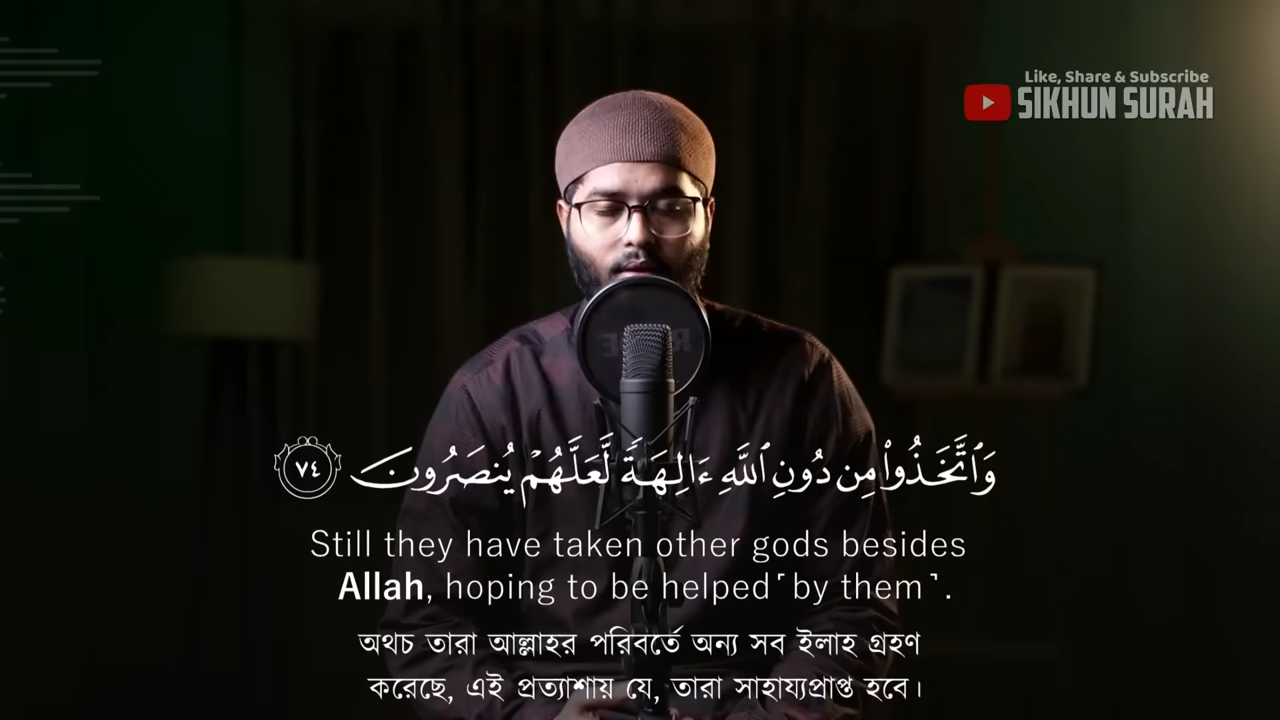 Like, Share & Subscribe
SIKHUN SURAH
وَٱتَّخَذُوا۟ مِن دُونِ ٱللَّهِ ءَالِهَةً لَّعَلَّهُمْ يُنصَرُونَ ٧٤
Still they have taken other gods besides
Allah, hoping to be helped ˹by them˺.
অথচ তারা আল্লাহর পরিবর্তে অন্য সব ইলাহ গ্রহণ
করেছে, এই প্রত্যাশায় যে, তারা সাহায্যপ্রাপ্ত হবে।